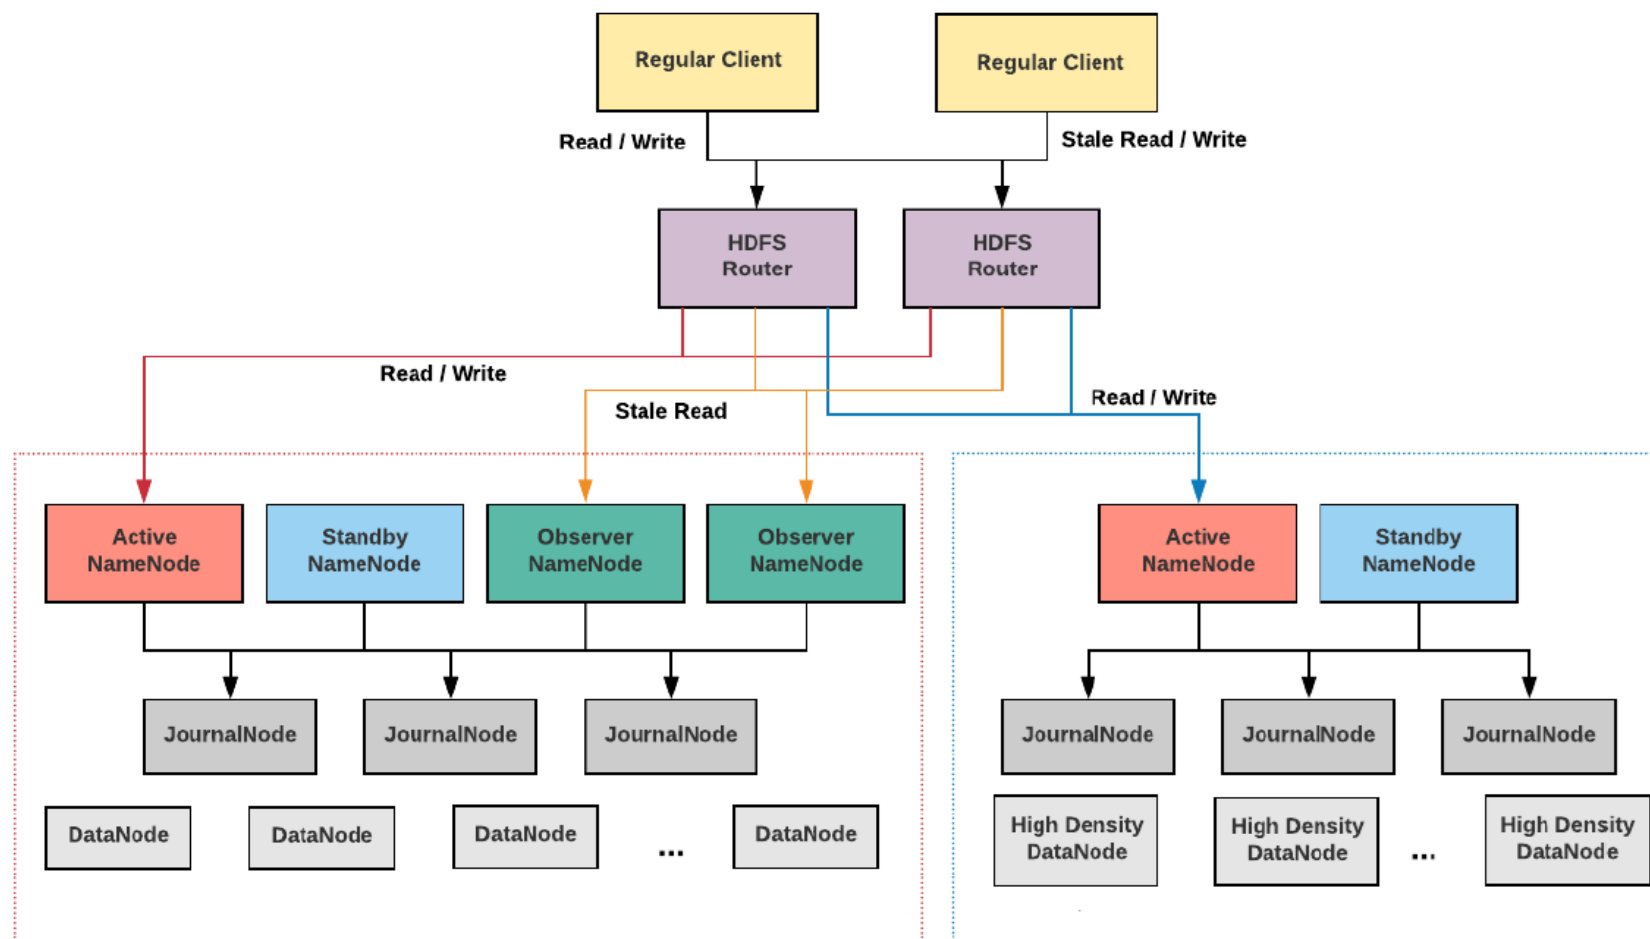 Regular Client
Regular Client
Read / Write
Stale Read / Write
HDFS
Router
HDFS
Router
Read / Write
Stale Read
Read / Write
Active
NameNode
Standby
NameNode
Observer
NameNode
Observer
NameNode
Active
NameNode
Standby
NameNode
JournalNode
JournalNode
JournalNode
JournalNode
JournalNode
JournalNode
DataNode
DataNode
DataNode
...
DataNode
High Density
DataNode
High Density
DataNode
...
High Density
DataNode